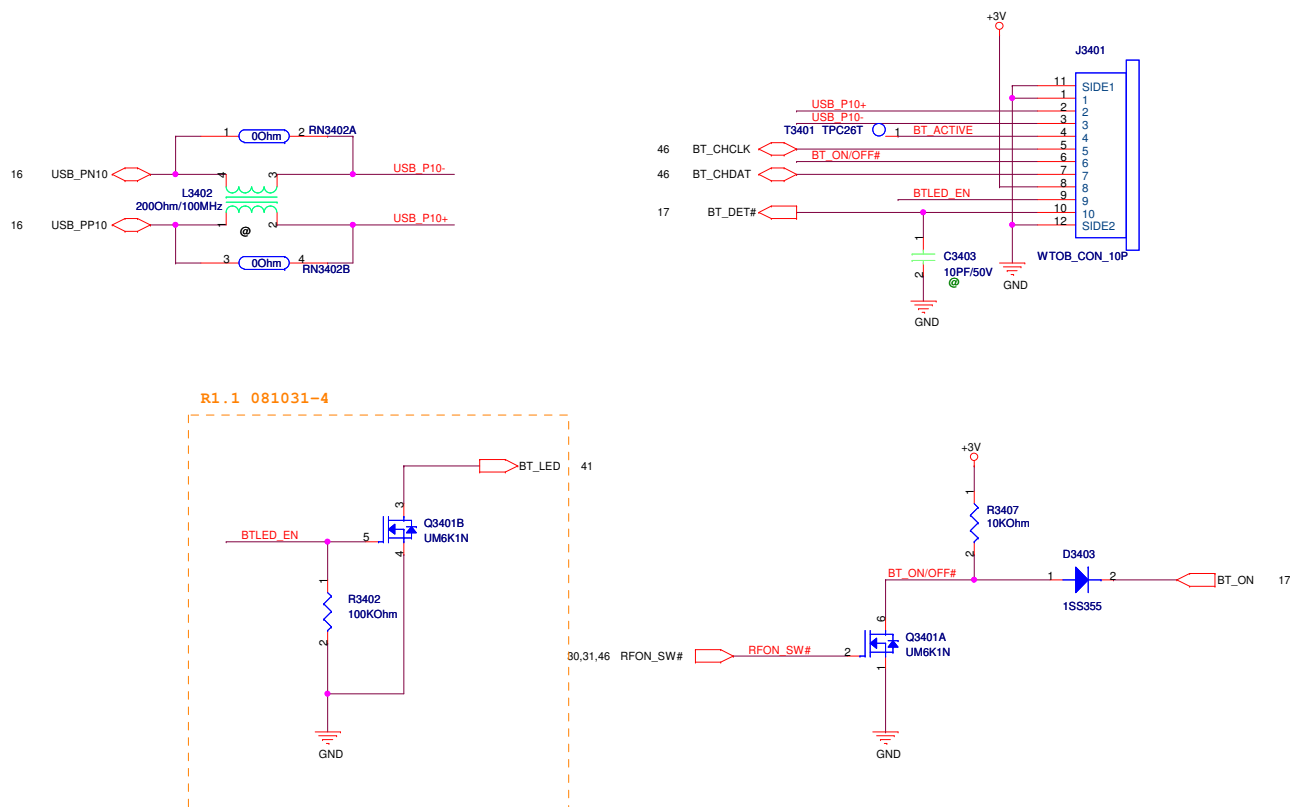 1 0Ohm 2 RN3402A
16 USB_PN10 4 3 USB_P10-
L3402
200Ohm/100MHz
16 USB_PP10 1 2 USB_P10+
@
3 0Ohm 4
RN3402B
+3V
J3401
11 SIDE1
1 1
USB_P10+ 2 2
USB_P10- 3 3
T3401 TPC26T 1 BT_ACTIVE 4 4
46 BT_CHCLK 5 5
BT_ON/OFF# 6 6
46 BT_CHDAT 7 7
8 8
BTLED_EN 9 9
17 BT_DET# 10 10
12 SIDE2
1
C3403
10PF/50V
2
@
WTOB_CON_10P
GND
GND
R1.1 081031-4
BT_LED 41
3
Q3401B
UM6K1N
BTLED_EN 5
4
1
R3402
100KOhm
2
GND
+3V
1
R3407
10KOhm
2
D3403
BT_ON/OFF# 1 2 BT_ON 17
1SS355
6
Q3401A
UM6K1N
30,31,46 RFON_SW# RFON_SW# 2
1
GND